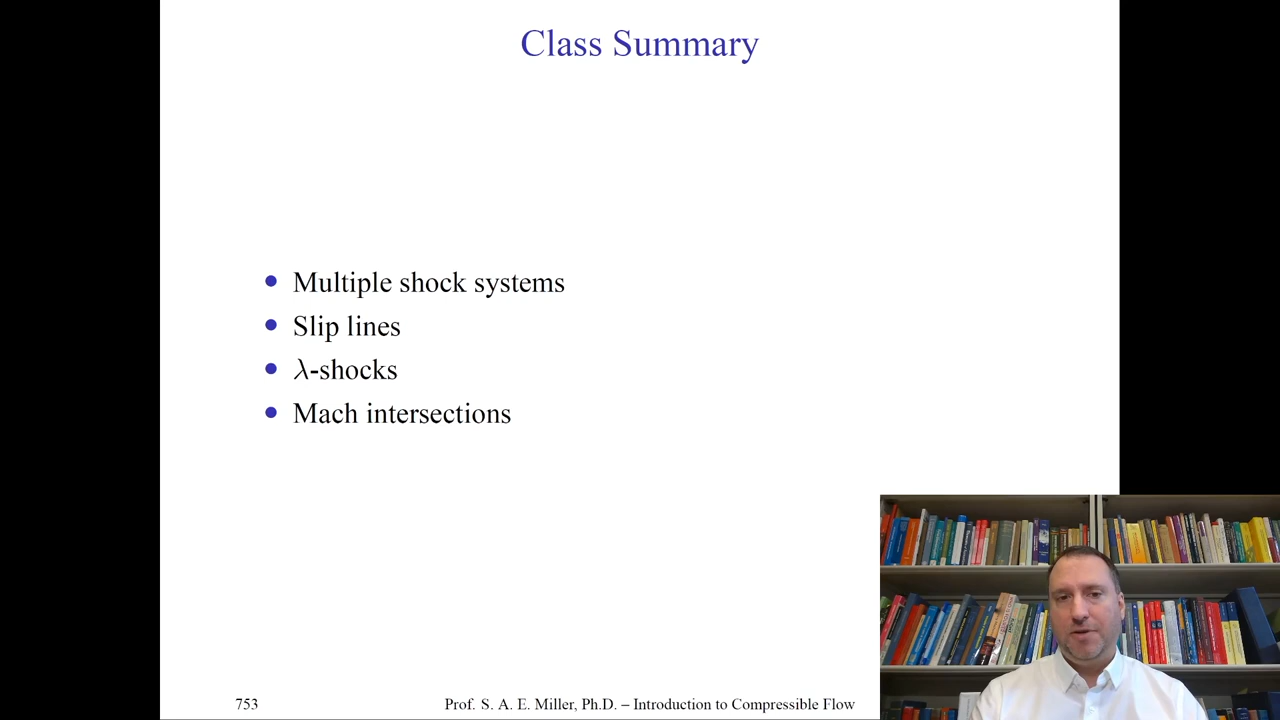 Class Summary
Multiple shock systems
Slip lines
λ-shocks
Mach intersections
753
Prof. S. A. E. Miller, Ph.D. – Introduction to Compressible Flow